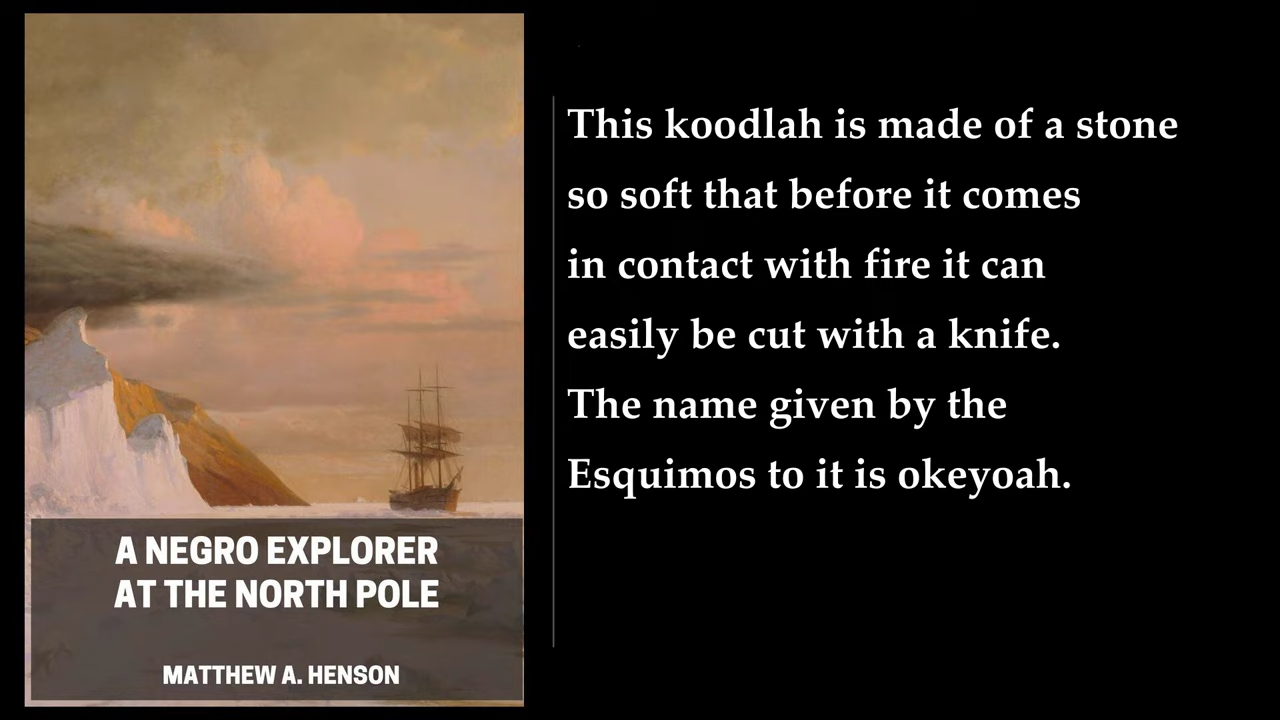 This koodlah is made of a stone
so soft that before it comes
in contact with fire it can
easily be cut with a knife.
The name given by the
Esquimos to it is okeyoah.
A NEGRO EXPLORER
AT THE NORTH POLE
MATTHEW A. HENSON